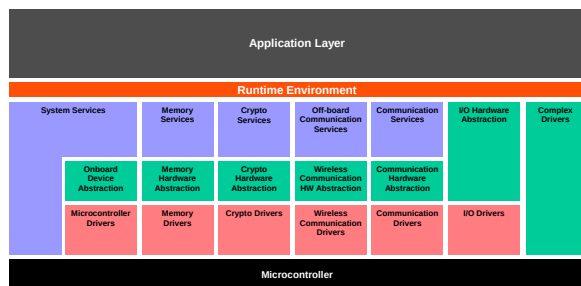 Application Layer
Runtime Environment
System Services
Memory
Services
Crypto
Services
Off-board
Communication
Services
Communication
Services
I/O Hardware
Abstraction
Complex
Drivers
Onboard
Device
Abstraction
Memory
Hardware
Abstraction
Crypto
Hardware
Abstraction
Wireless
Communication
HW Abstraction
Communication
Hardware
Abstraction
Microcontroller
Drivers
Memory
Drivers
Crypto Drivers
Wireless
Communication
Drivers
Communication
Drivers
I/O Drivers
Microcontroller